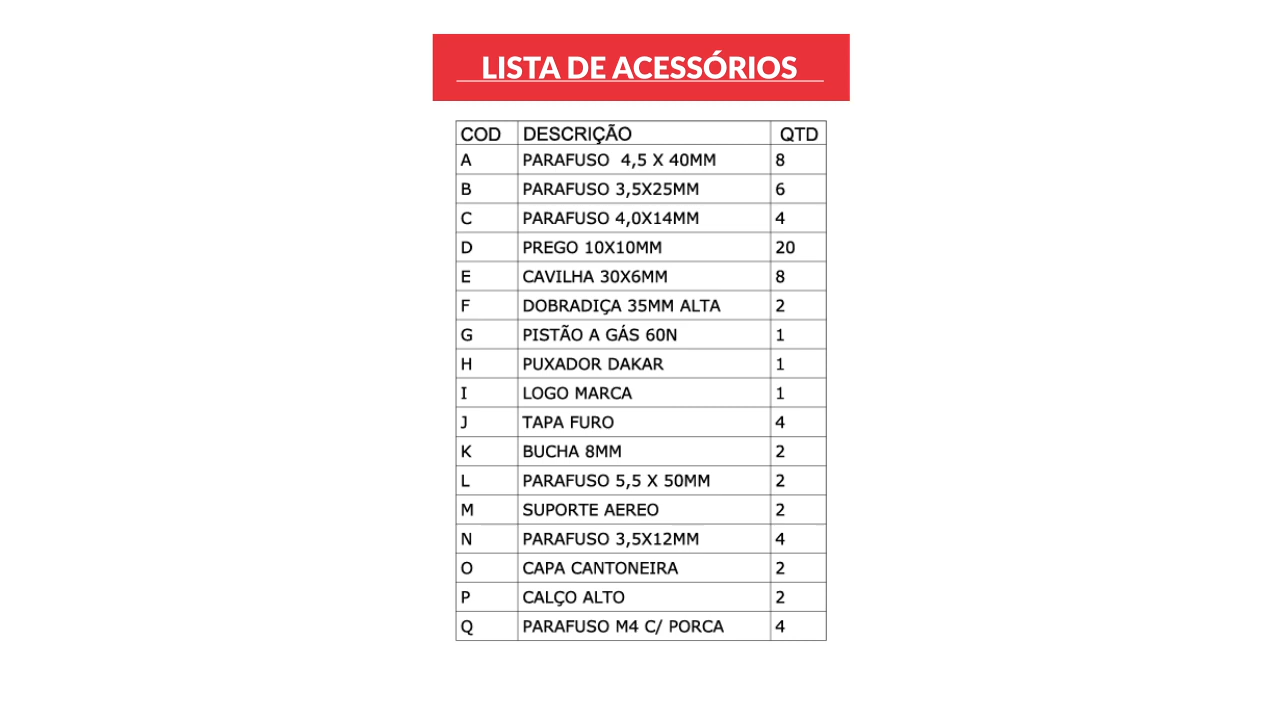 LISTA DE ACESSÓRIOS
COD DESCRIÇÃO QTD
A PARAFUSO 4,5 X 40MM 8
B PARAFUSO 3,5X25MM 6
C PARAFUSO 4,0X14MM 4
D PREGO 10X10MM 20
E CAVILHA 30X6MM 8
F DOBRADIÇA 35MM ALTA 2
G PISTÃO A GÁS 60N 1
H PUXADOR DAKAR 1
I LOGO MARCA 1
J TAPA FURO 4
K BUCHA 8MM 2
L PARAFUSO 5,5 X 50MM 2
M SUPORTE AEREO 2
N PARAFUSO 3,5X12MM 4
O CAPA CANTONEIRA 2
P CALÇO ALTO 2
Q PARAFUSO M4 C/ PORCA 4